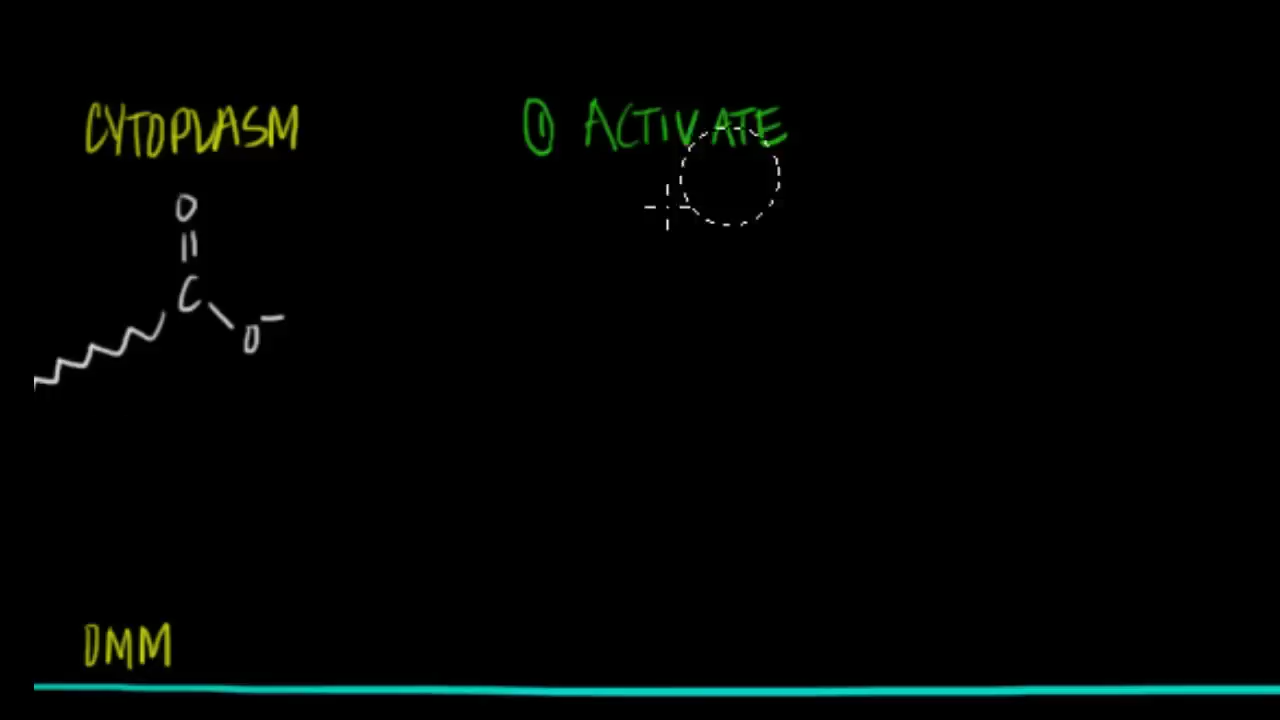 CYTOPLASM
① ACTIVATE
O
C
O⁻
OMM